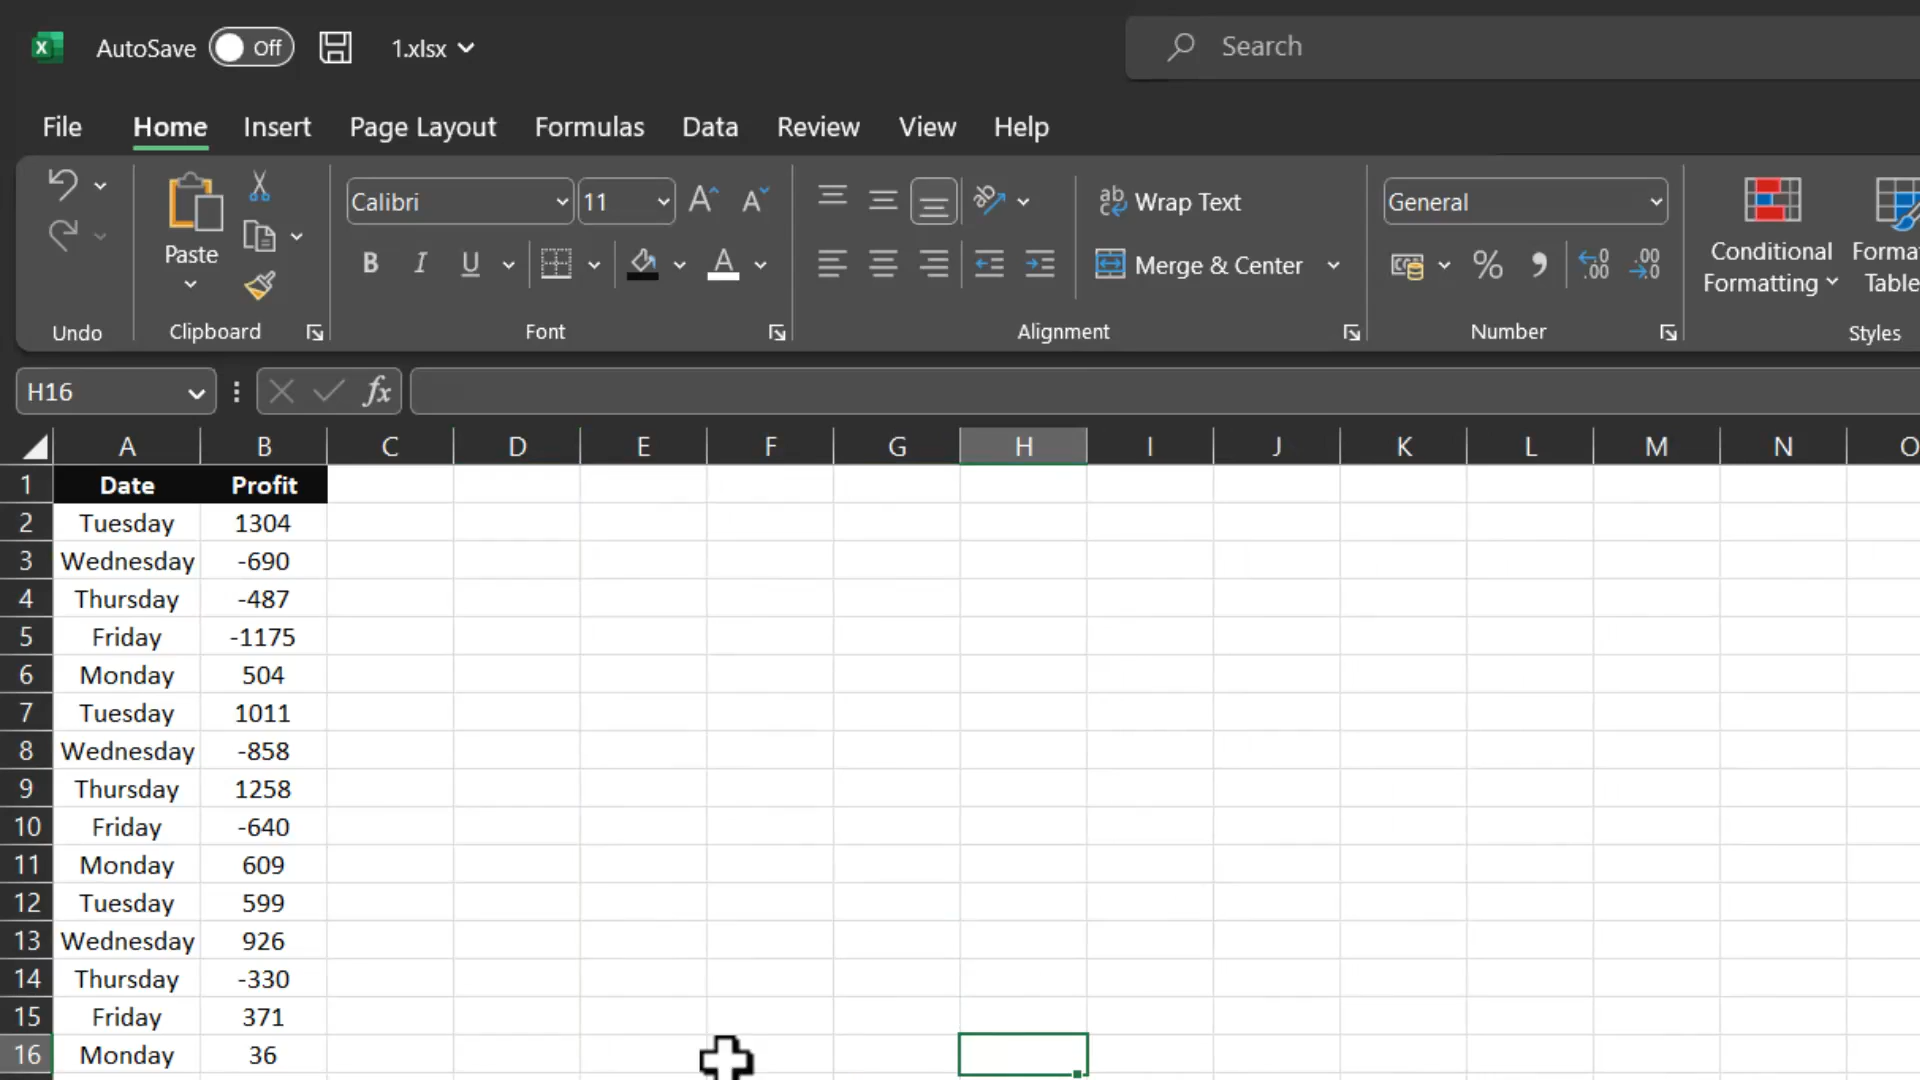 AutoSave Off 1.xlsx Search
File Home Insert Page Layout Formulas Data Review View Help
Calibri 11 Wrap Text General
Paste B I U Merge & Center Conditional Formatting
Undo Clipboard Font Alignment Number Styles
H16 fx
A B C D E F G H I J K L M N O
1 Date Profit
2 Tuesday 1304
3 Wednesday -690
4 Thursday -487
5 Friday -1175
6 Monday 504
7 Tuesday 1011
8 Wednesday -858
9 Thursday 1258
10 Friday -640
11 Monday 609
12 Tuesday 599
13 Wednesday 926
14 Thursday -330
15 Friday 371
16 Monday 36